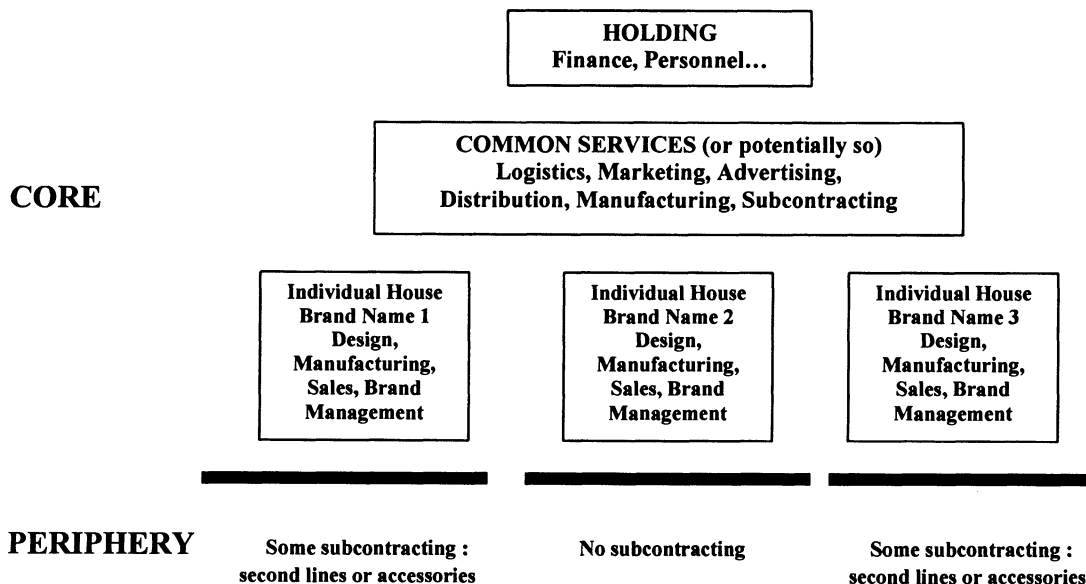 HOLDING
Finance, Personnel...
COMMON SERVICES (or potentially so)
Logistics, Marketing, Advertising,
Distribution, Manufacturing, Subcontracting
CORE
Individual House
Brand Name 1
Design,
Manufacturing,
Sales, Brand
Management
Individual House
Brand Name 2
Design,
Manufacturing,
Sales, Brand
Management
Individual House
Brand Name 3
Design,
Manufacturing,
Sales, Brand
Management
PERIPHERY
Some subcontracting :
second lines or accessories
No subcontracting
Some subcontracting :
second lines or accessories